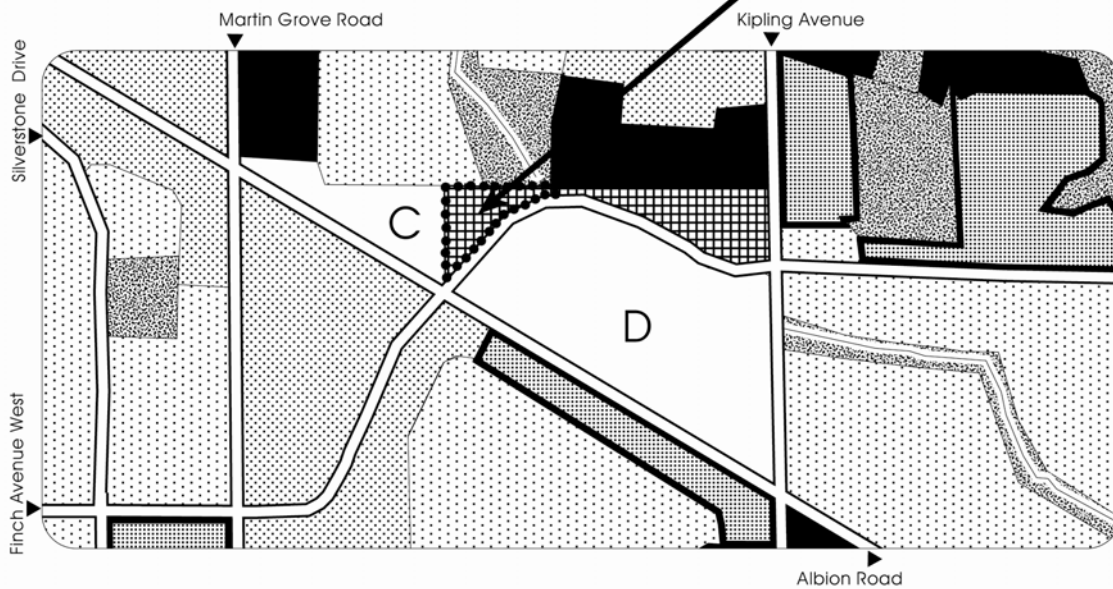 Martin Grove Road
Kipling Avenue
Silverstone Drive
C
D
Finch Avenue West
Albion Road